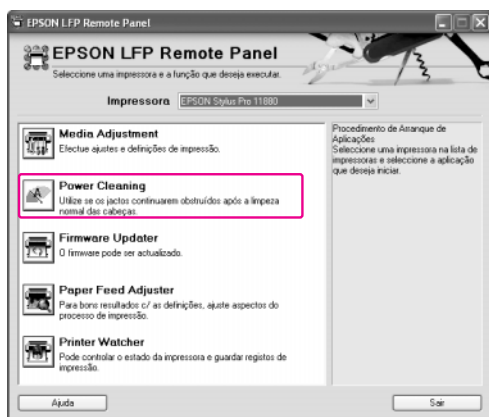 EPSON LFP Remote Panel
EPSON LFP Remote Panel
Seleccione uma impressora e a função que deseja executar.
Impressora EPSON Stylus Pro 11880
Media Adjustment
Efectue ajustes e definições de impressão.
Power Cleaning
Utilize se os jactos continuarem obstruídos após a limpeza
normal das cabeças.
Firmware Updater
O firmware pode ser actualizado.
Paper Feed Adjuster
Para bons resultados c/ as definições, ajuste aspectos do
processo de impressão.
Printer Watcher
Pode controlar o estado da impressora e guardar registos de
impressão.
Procedimento de Arranque de
Aplicações
Seleccione uma impressora na lista de
impressoras e seleccione a aplicação
que deseja iniciar.
Ajuda
Sair